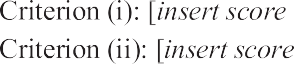 Criterion (i): [insert score
Criterion (ii): [insert score